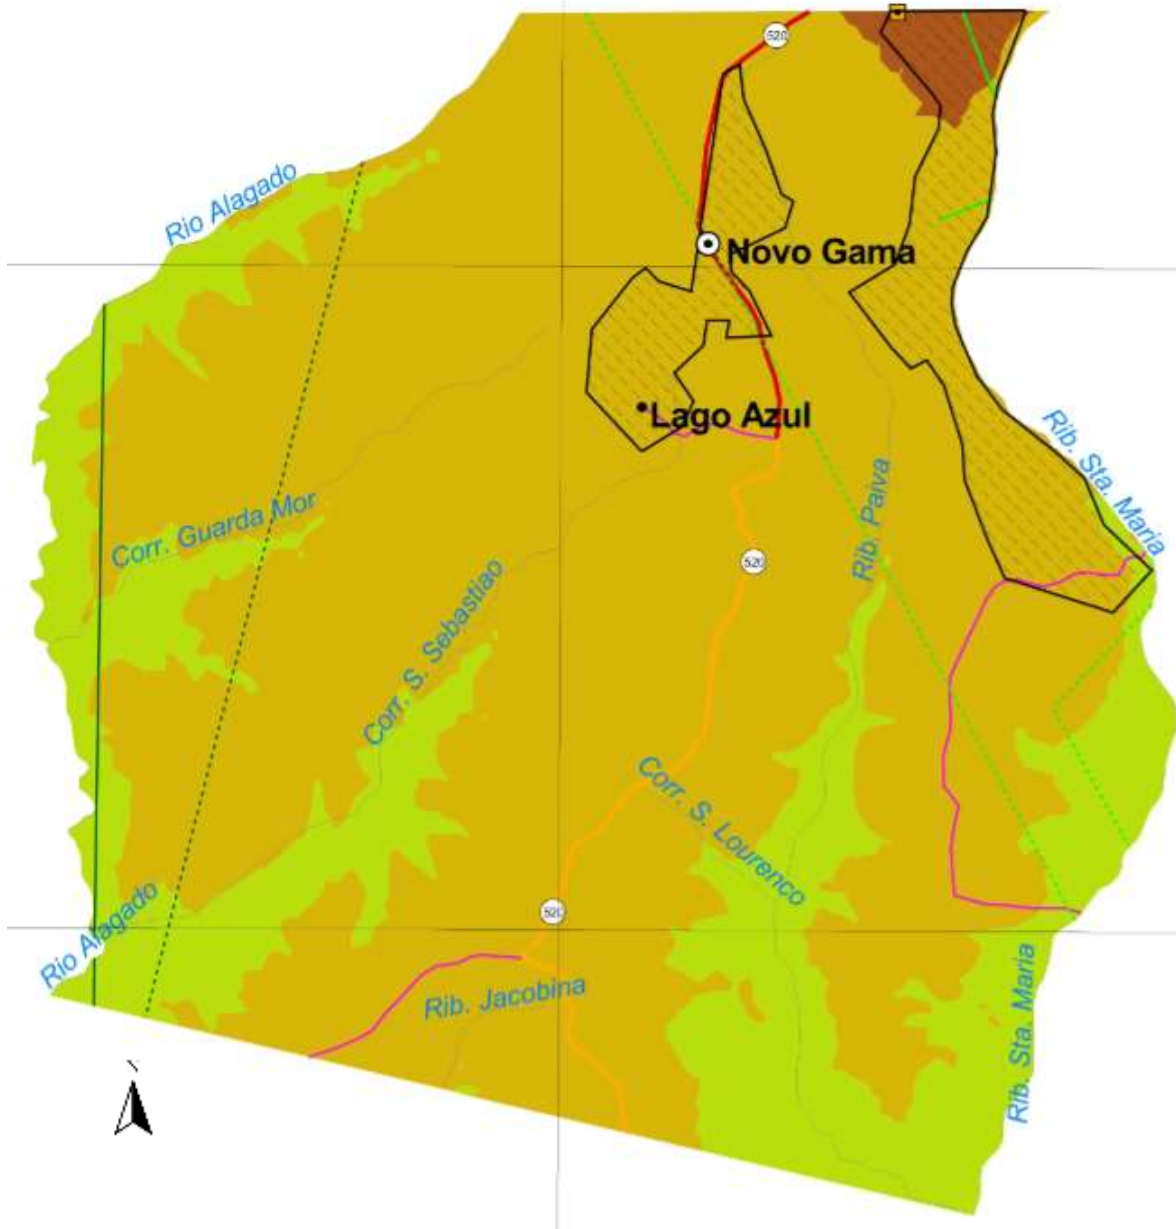 520
Rio Alagado
Novo Gama
Lago Azul
Rib. Sta. Maria
Rib. Paiva
Corr. Guarda Mor
520
Corr. S. Sebastiao
Corr. S. Lourenco
520
Rio Alagado
Rib. Jacobina
Rib. Sta. Maria